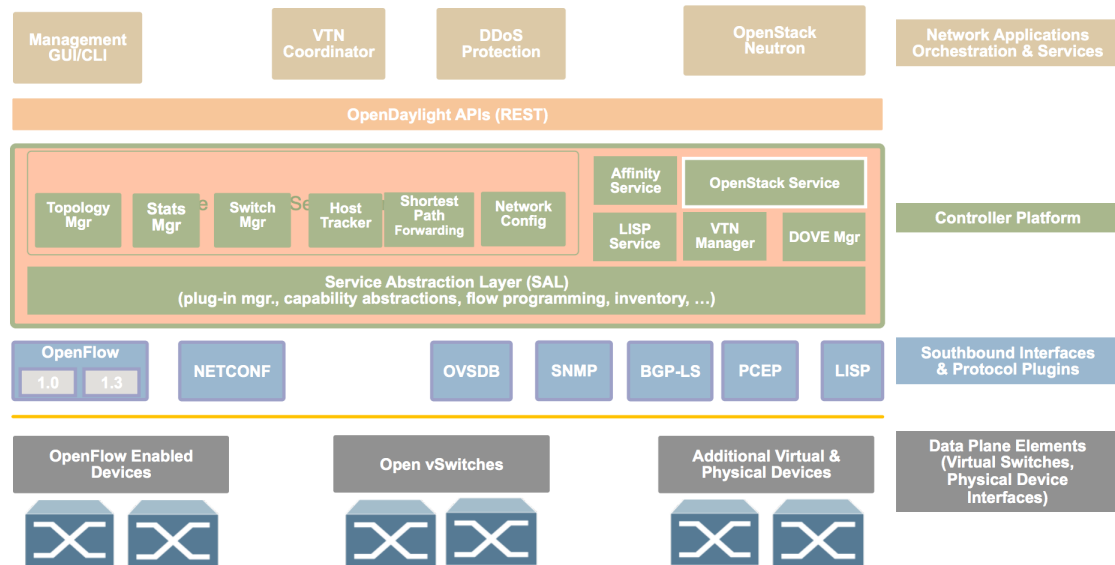 Management
GUI/CLI
VTN
Coordinator
DDoS
Protection
OpenStack
Neutron
Network Applications
Orchestration & Services
OpenDaylight APIs (REST)
Topology
Mgr
Stats
Mgr
Switch
Mgr
Host
Tracker
Shortest
Path
Forwarding
Network
Config
Affinity
Service
OpenStack Service
LISP
Service
VTN
Manager
DOVE Mgr
Controller Platform
Service Abstraction Layer (SAL)
(plug-in mgr., capability abstractions, flow programming, inventory, …)
OpenFlow
1.0
1.3
NETCONF
OVSDB
SNMP
BGP-LS
PCEP
LISP
Southbound Interfaces
& Protocol Plugins
OpenFlow Enabled
Devices
Open vSwitches
Additional Virtual &
Physical Devices
Data Plane Elements
(Virtual Switches,
Physical Device
Interfaces)